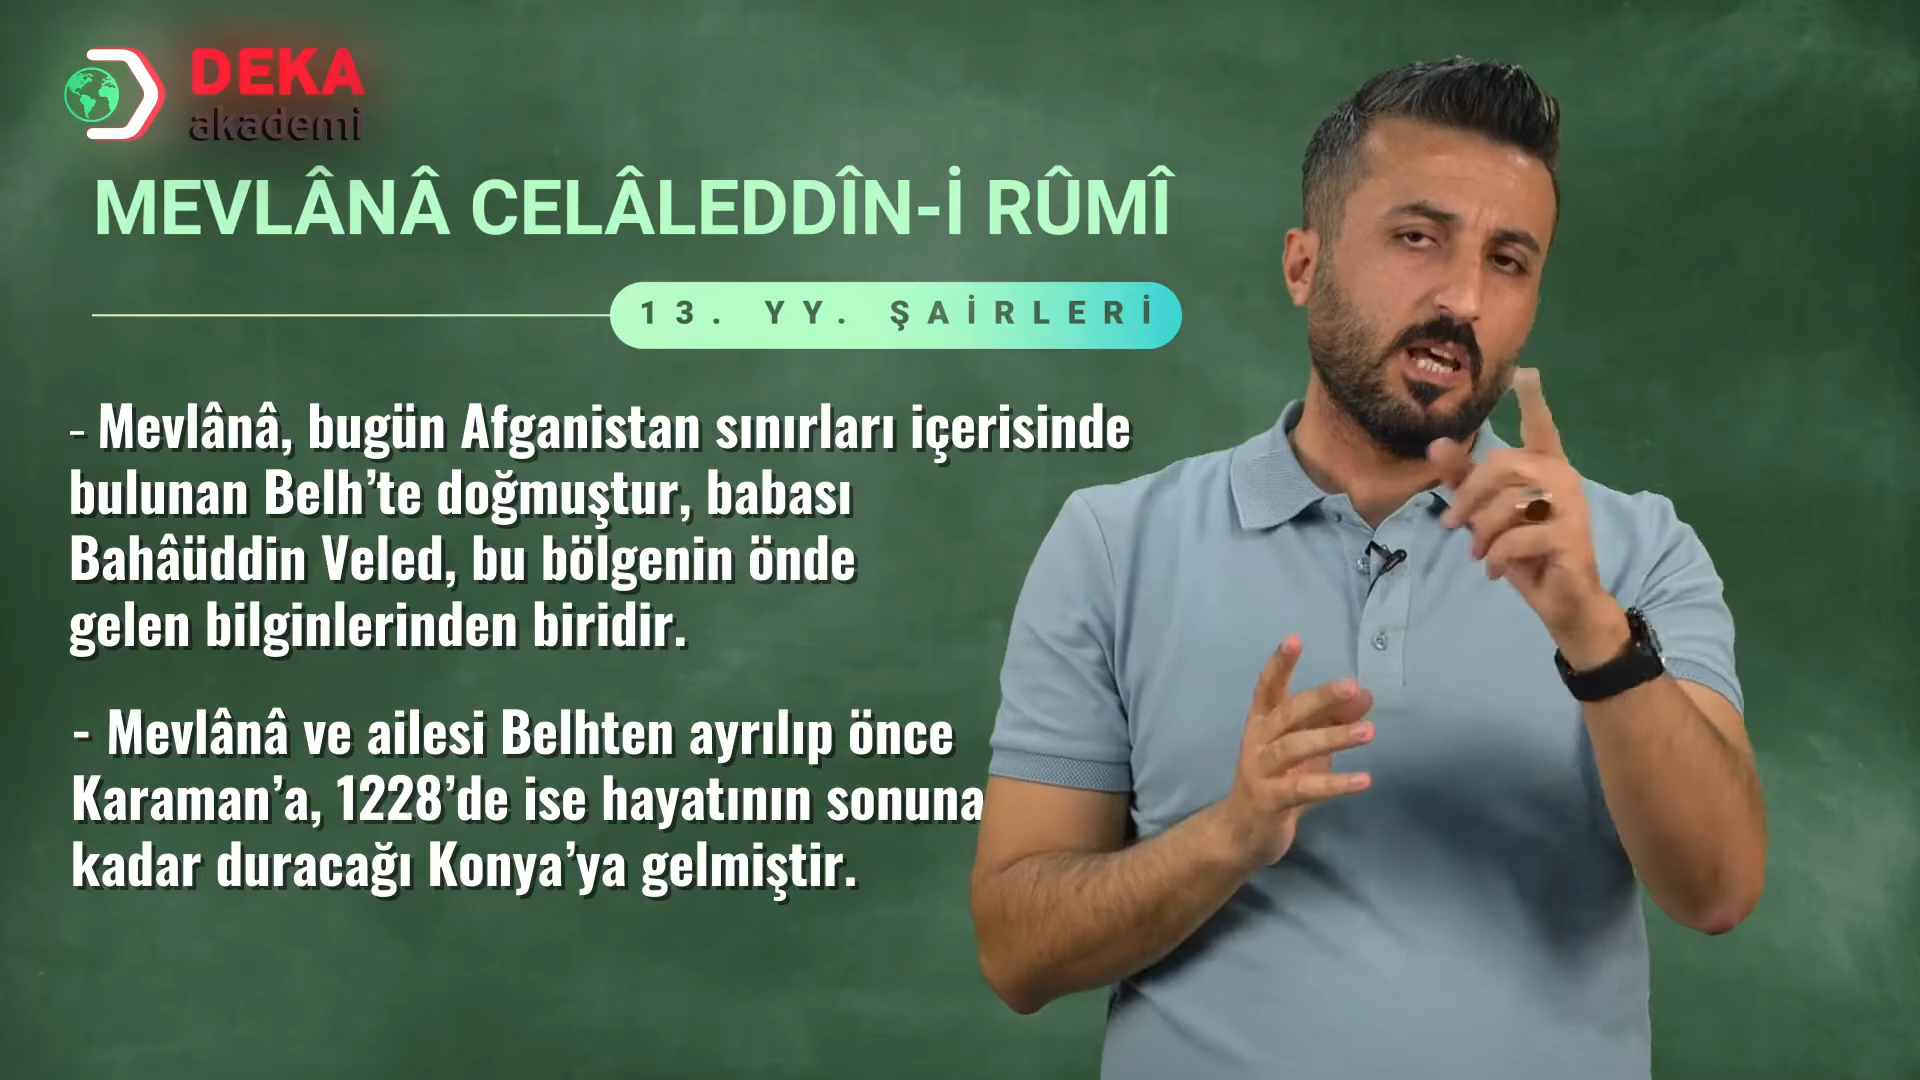 DEKA
akademi
MEVLÂNÂ CELÂLEDDÎN-İ RÛMÎ
13. YY. ŞAİRLERİ
- Mevlânâ, bugün Afganistan sınırları içerisinde
bulunan Belh’te doğmuştur, babası
Bahâüddin Veled, bu bölgenin önde
gelen bilginlerinden biridir.
- Mevlânâ ve ailesi Belhten ayrılıp önce
Karaman’a, 1228’de ise hayatının sonuna
kadar duracağı Konya’ya gelmiştir.